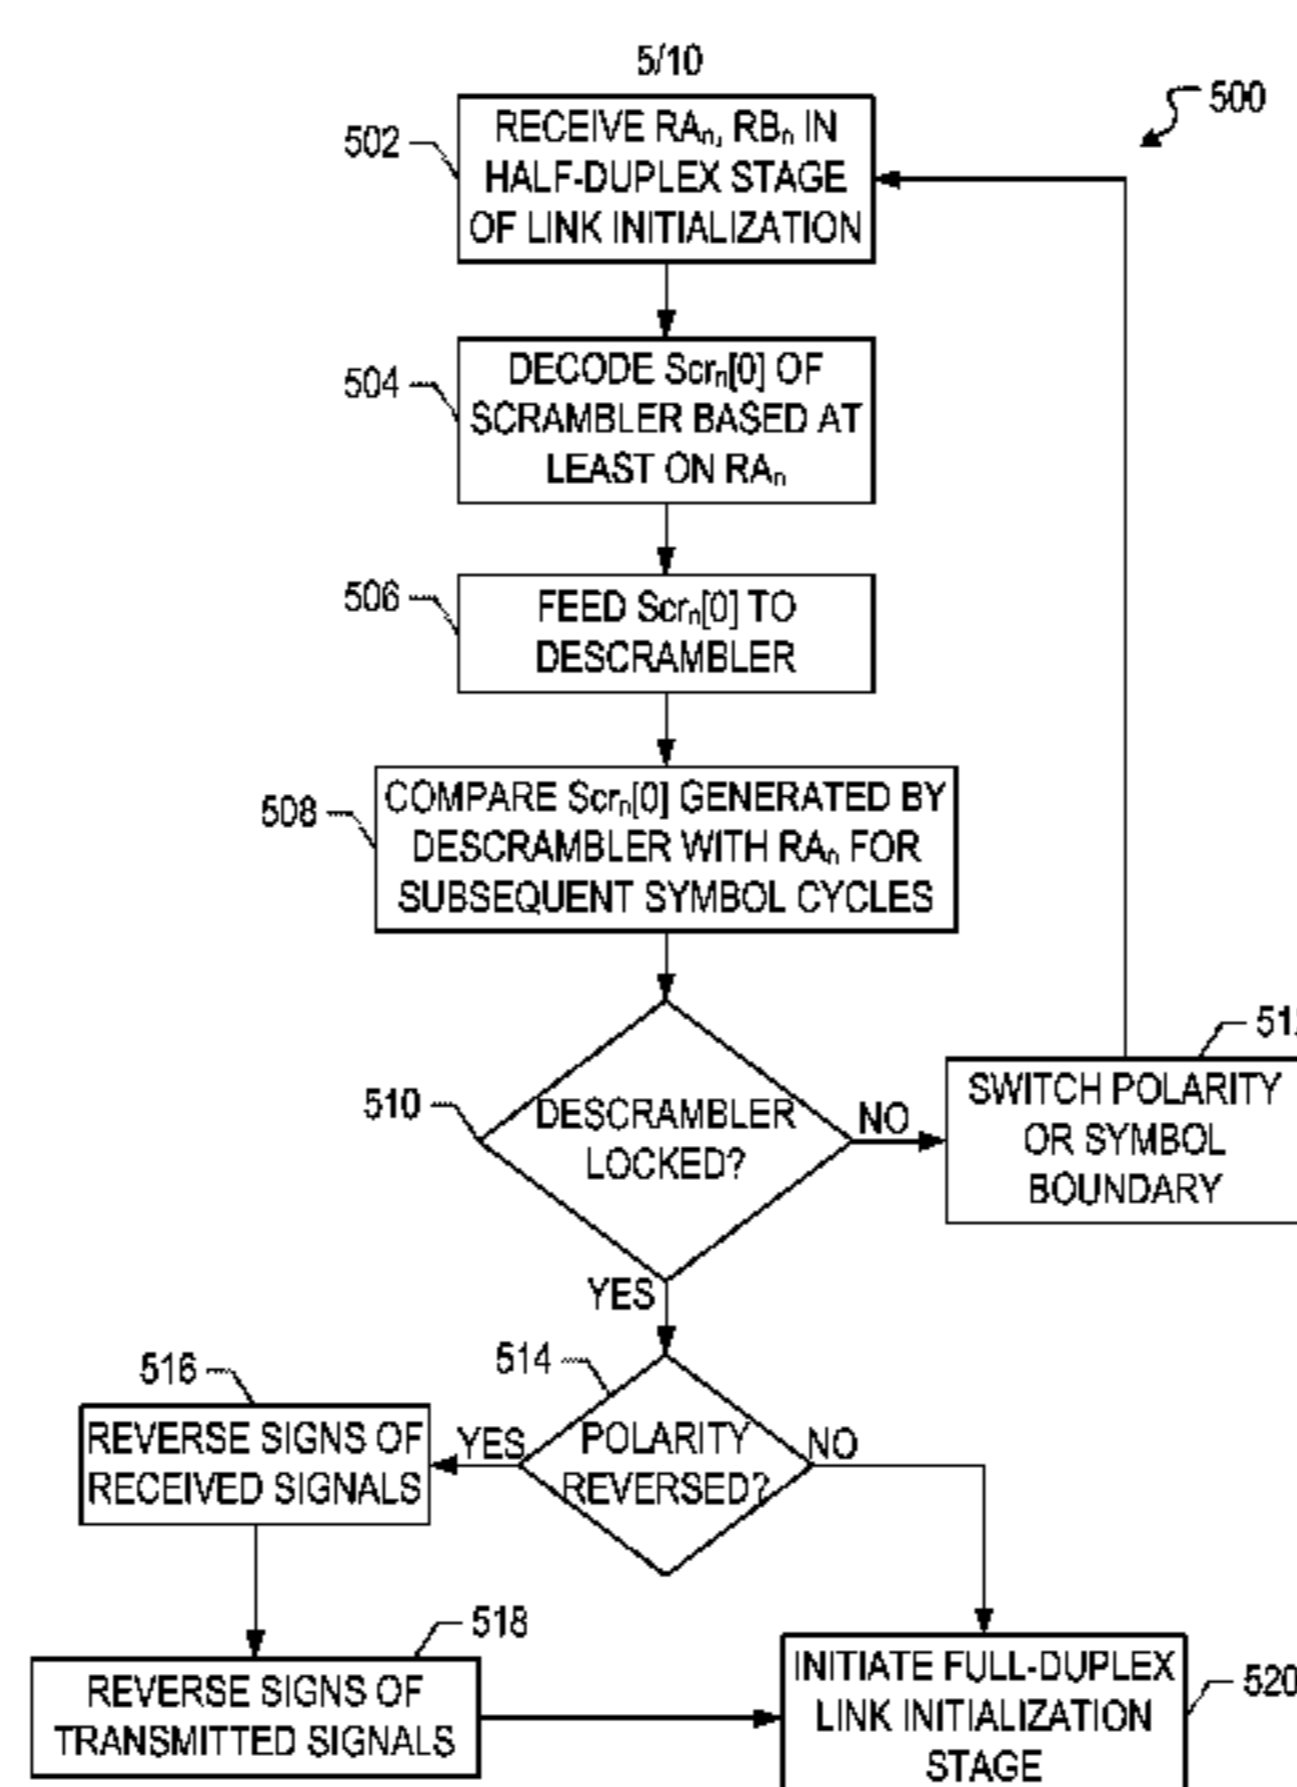 5/10
500
502
RECEIVE RAn, RBn IN
HALF-DUPLEX STAGE
OF LINK INITIALIZATION
504
DECODE Scrn[0] OF
SCRAMBLER BASED AT
LEAST ON RAn
506
FEED Scrn[0] TO
DESCRAMBLER
508
COMPARE Scrn[0] GENERATED BY
DESCRAMBLER WITH RAn FOR
SUBSEQUENT SYMBOL CYCLES
510
DESCRAMBLER
LOCKED?
NO
SWITCH POLARITY
OR SYMBOL
BOUNDARY
YES
514
POLARITY
REVERSED?
YES
NO
516
REVERSE SIGNS OF
RECEIVED SIGNALS
518
REVERSE SIGNS OF
TRANSMITTED SIGNALS
520
INITIATE FULL-DUPLEX
LINK INITIALIZATION
STAGE